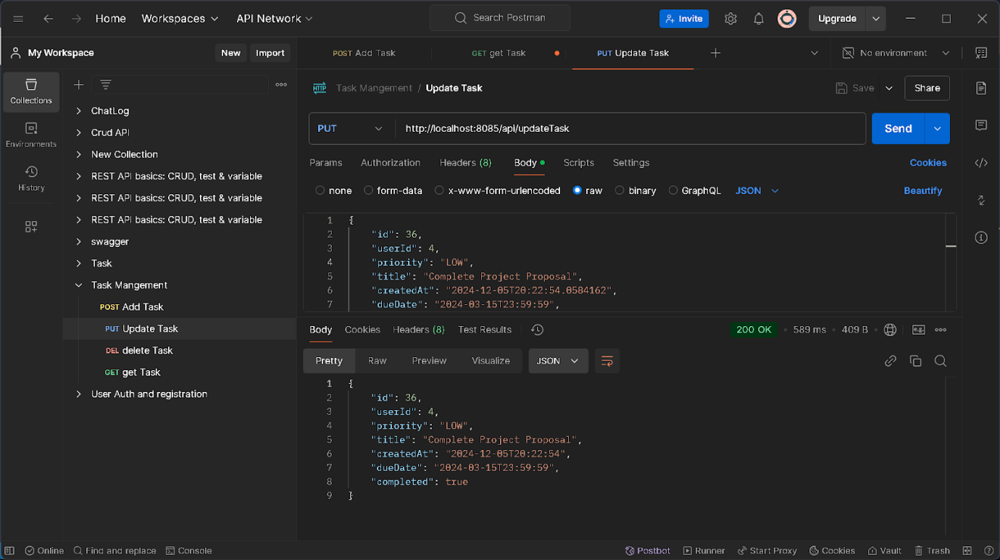 Home Workspaces API Network Search Postman Invite Upgrade
My Workspace New Import POST Add Task GET get Task PUT Update Task No environment
Collections
Environments
History
ChatLog
Crud API
New Collection
REST API basics: CRUD, test & variable
REST API basics: CRUD, test & variable
REST API basics: CRUD, test & variable
swagger
Task
Task Mangement
POST Add Task
PUT Update Task
DEL delete Task
GET get Task
User Auth and registration
HTTP Task Mangement / Update Task Save Share
PUT http://localhost:8085/api/updateTask Send
Params Authorization Headers (8) Body Scripts Settings Cookies
none form-data x-www-form-urlencoded raw binary GraphQL JSON Beautify
1 {
2 "id": 36,
3 "userId": 4,
4 "priority": "LOW",
5 "title": "Complete Project Proposal",
6 "createdAt": "2024-12-05T20:22:54.0584162",
7 "dueDate": "2024-03-15T23:59:59",
Body Cookies Headers (8) Test Results 200 OK 589 ms 409 B e.g.
Pretty Raw Preview Visualize JSON
1 {
2 "id": 36,
3 "userId": 4,
4 "priority": "LOW",
5 "title": "Complete Project Proposal",
6 "createdAt": "2024-12-05T20:22:54",
7 "dueDate": "2024-03-15T23:59:59",
8 "completed": true
9 }
Online Find and replace Console Postbot Runner Start Proxy Cookies Vault Trash